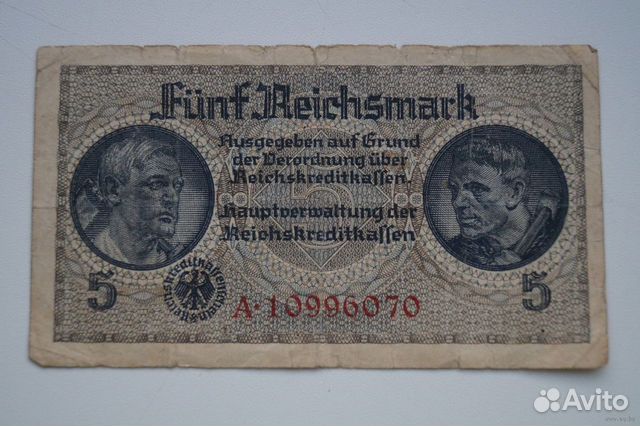 Fünf Reichsmark
Ausgegeben auf Grund
der Verordnung über
Reichskreditkassen
Hauptverwaltung der
Reichskreditkassen
5
5
A·10996070
Avito